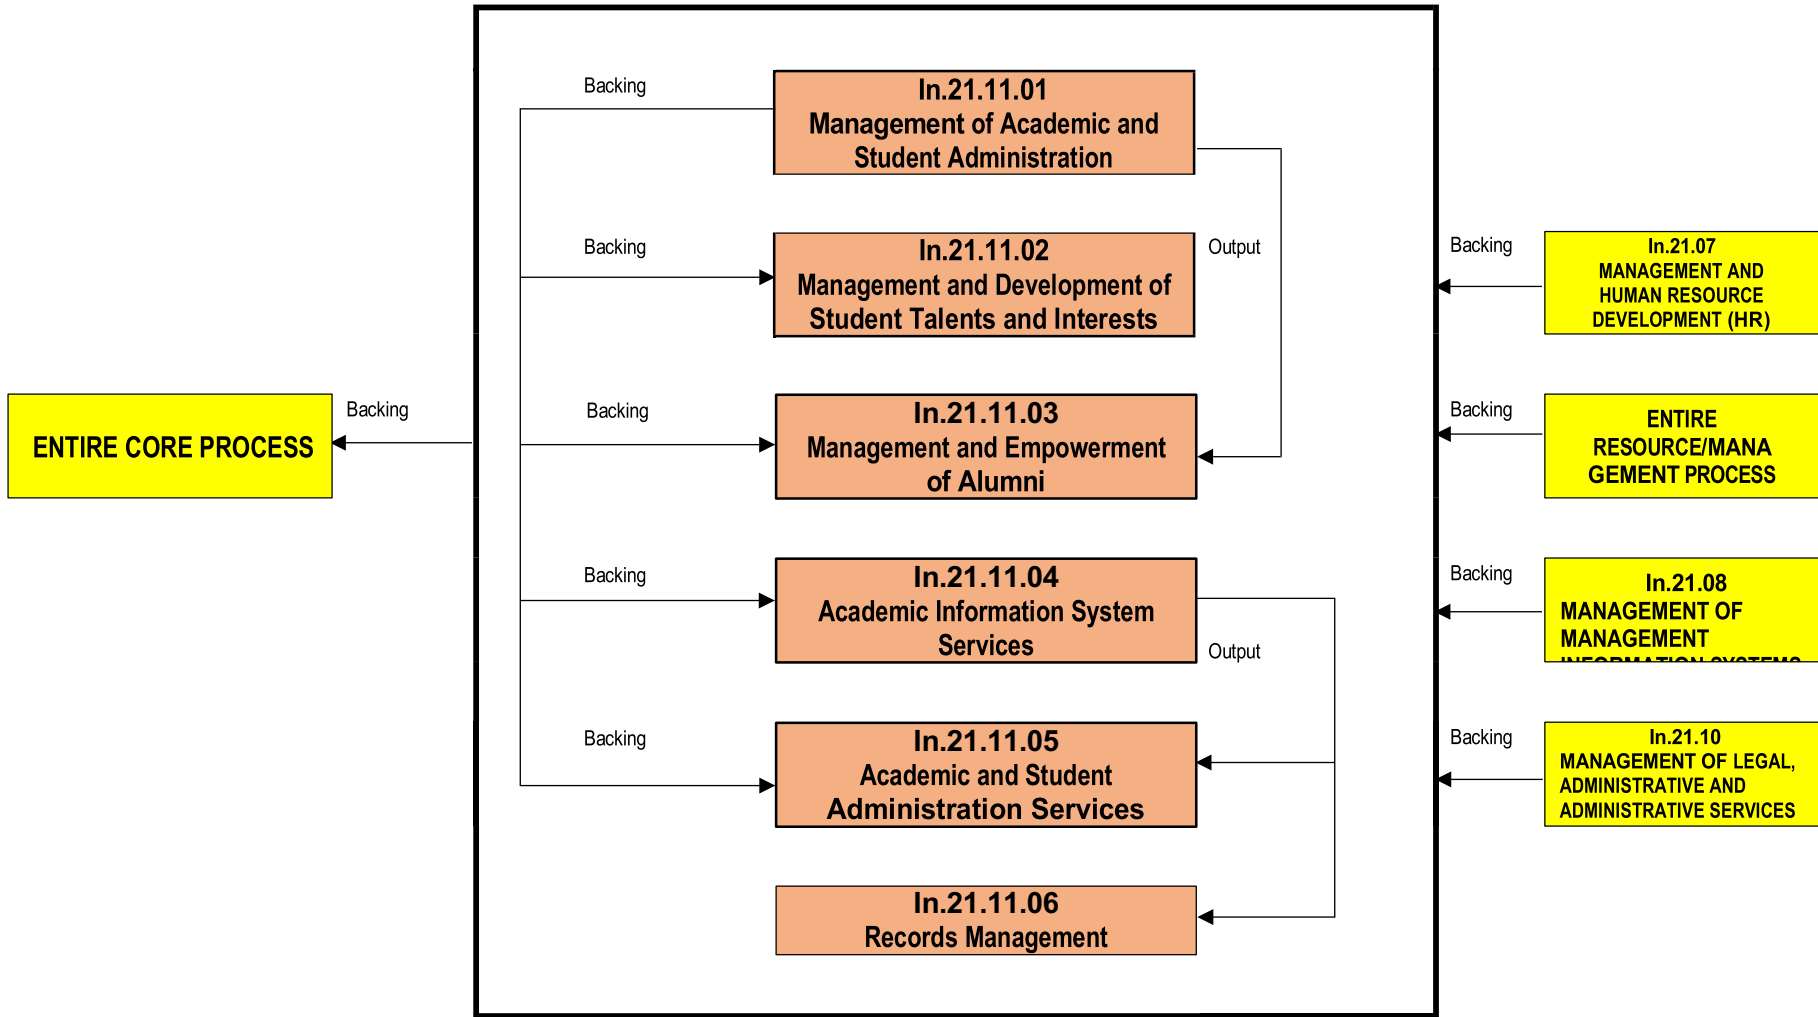 Backing
In.21.11.01
Management of Academic and
Student Administration
Backing
In.21.11.02
Management and Development of
Student Talents and Interests
Output
Backing
In.21.07
MANAGEMENT AND
HUMAN RESOURCE
DEVELOPMENT (HR)
ENTIRE CORE PROCESS
Backing
Backing
In.21.11.03
Management and Empowerment
of Alumni
Backing
ENTIRE
RESOURCE/MANA
GEMENT PROCESS
Backing
In.21.11.04
Academic Information System
Services
Output
Backing
In.21.08
MANAGEMENT OF
MANAGEMENT
INFORMATION SYSTEMS
Backing
In.21.11.05
Academic and Student
Administration Services
Backing
In.21.10
MANAGEMENT OF LEGAL,
ADMINISTRATIVE AND
ADMINISTRATIVE SERVICES
In.21.11.06
Records Management